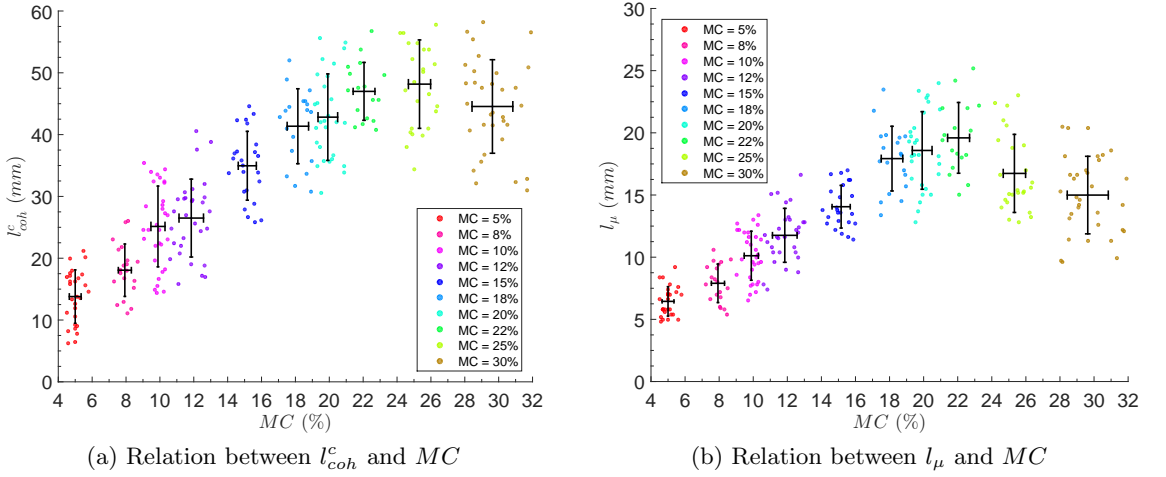 60
50
40
30
20
10
0
l^c_coh (mm)
4 6 8 10 12 14 16 18 20 22 24 26 28 30 32
MC (%)
MC = 5%
MC = 8%
MC = 10%
MC = 12%
MC = 15%
MC = 18%
MC = 20%
MC = 22%
MC = 25%
MC = 30%
(a) Relation between l^c_coh and MC
30
25
20
15
10
5
0
l_μ (mm)
4 6 8 10 12 14 16 18 20 22 24 26 28 30 32
MC (%)
MC = 5%
MC = 8%
MC = 10%
MC = 12%
MC = 15%
MC = 18%
MC = 20%
MC = 22%
MC = 25%
MC = 30%
(b) Relation between l_μ and MC